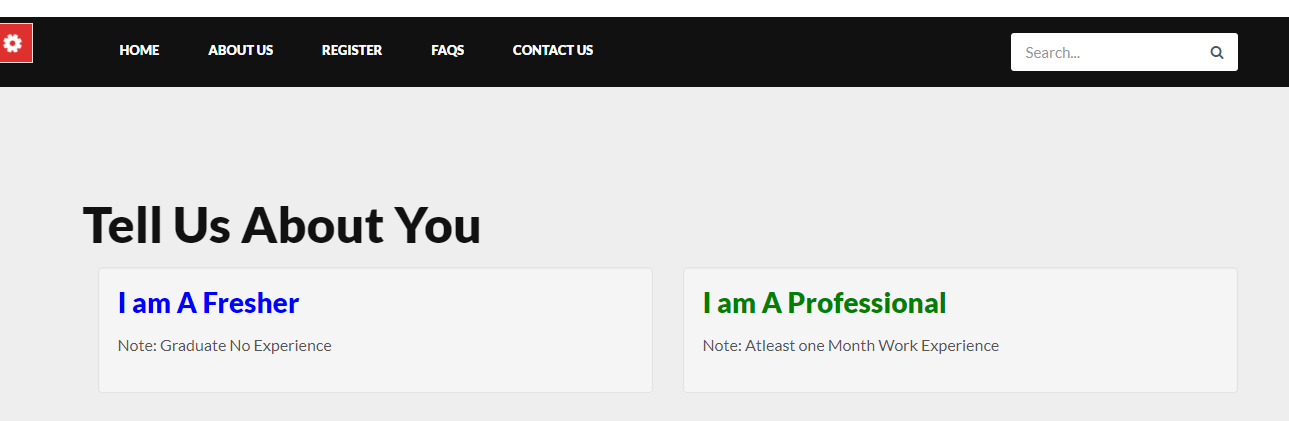 HOME ABOUT US REGISTER FAQS CONTACT US Search...
Tell Us About You
I am A Fresher
Note: Graduate No Experience
I am A Professional
Note: Atleast one Month Work Experience